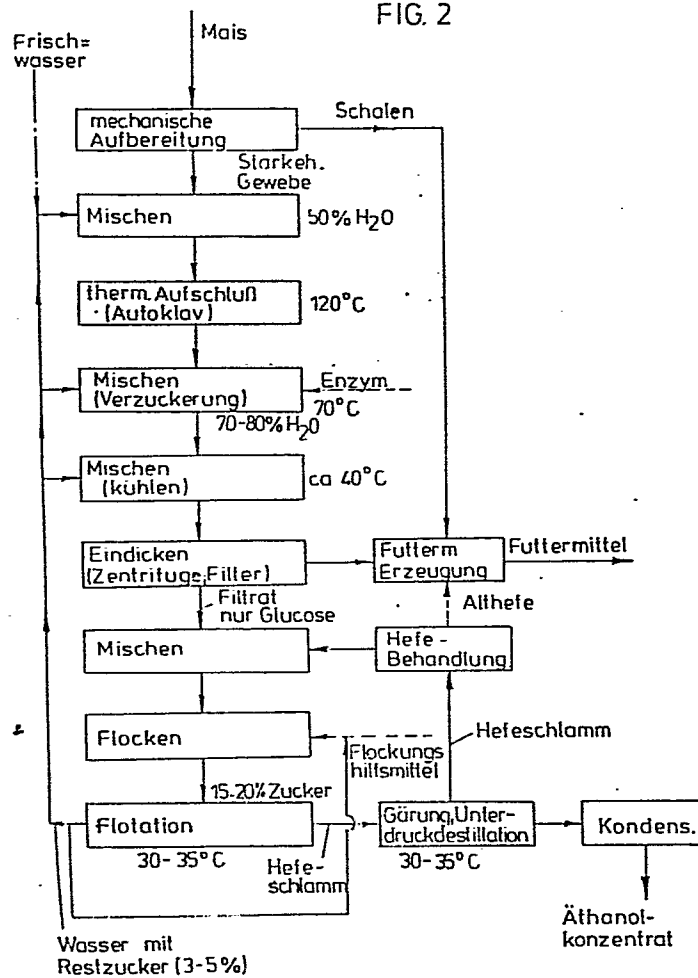 FIG. 2
Frisch=
wasser
Mais
mechanische
Aufbereitung
Schalen
Stärkeh.
Gewebe
Mischen
50% H2O
therm. Aufschluß
(Autoklav)
120°C
Mischen
(Verzuckerung)
Enzym
70°C
70-80% H2O
Mischen
(kühlen)
ca 40°C
Eindicken
(Zentrifuge, Filter)
Futterm
Erzeugung
Futtermittel
Filtrat
nur Glucose
Althefe
Mischen
Hefe-
Behandlung
Flocken
Flockungs
hilfsmittel
Hefeschlamm
15-20% Zucker
Flotation
30-35°C
Hefe-
schlamm
Gärung, Unter-
druckdestillation
30-35°C
Kondens.
Wasser mit
Restzucker (3-5%)
Äthanol-
konzentrat